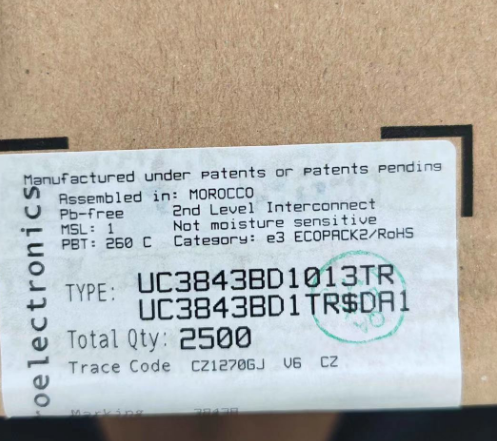 Manufactured under patents or patents pending
Assembled in: MOROCCO
Pb-free 2nd Level Interconnect
MSL: 1 Not moisture sensitive
PBT: 260 C Category: e3 ECOPACK2/RoHS
TYPE: UC3843BD1013TR
UC3843BD1TR$DA1
Total Qty: 2500
Trace Code CZ1270GJ V6 CZ
Marking 3843B
oelectronics